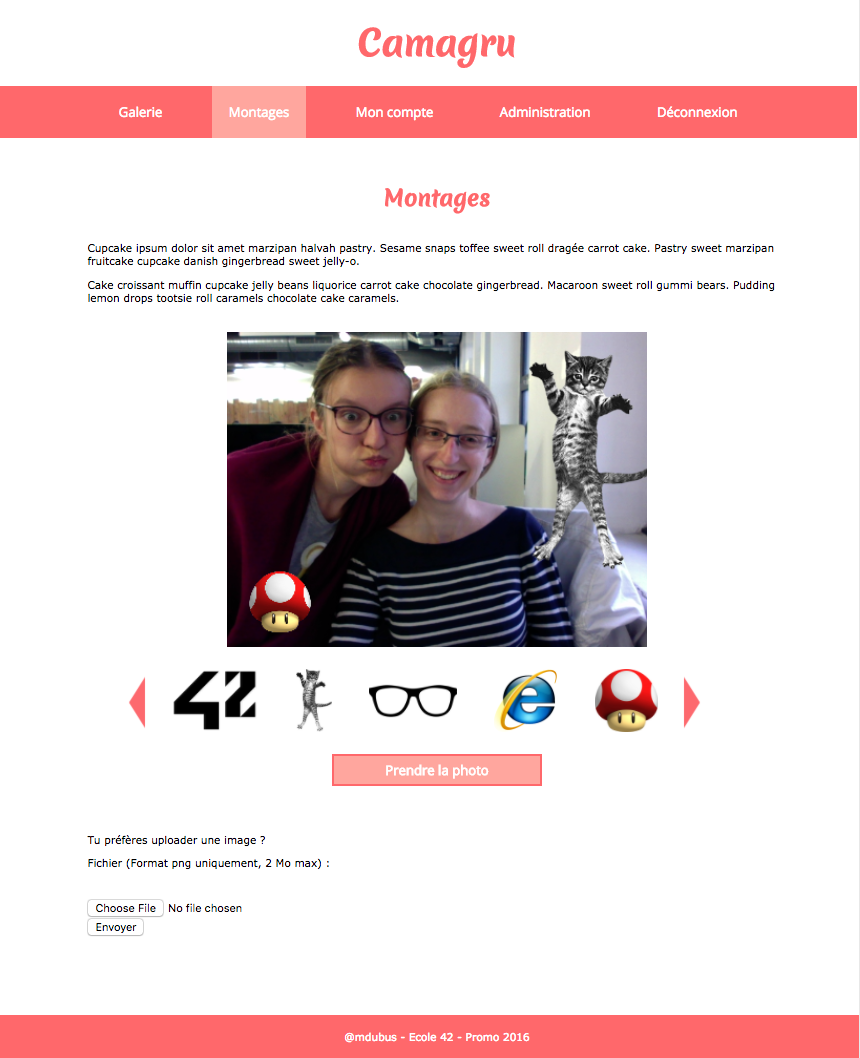 Camagru
Galerie Montages Mon compte Administration Déconnexion
Montages
Cupcake ipsum dolor sit amet marzipan halvah pastry. Sesame snaps toffee sweet roll dragée carrot cake. Pastry sweet marzipan
fruitcake cupcake danish gingerbread sweet jelly-o.
Cake croissant muffin cupcake jelly beans liquorice carrot cake chocolate gingerbread. Macaroon sweet roll gummi bears. Pudding
lemon drops tootsie roll caramels chocolate cake caramels.
42
Prendre la photo
Tu préfères uploader une image ?
Fichier (Format png uniquement, 2 Mo max) :
Choose File No file chosen
Envoyer
@mdubus - Ecole 42 - Promo 2016